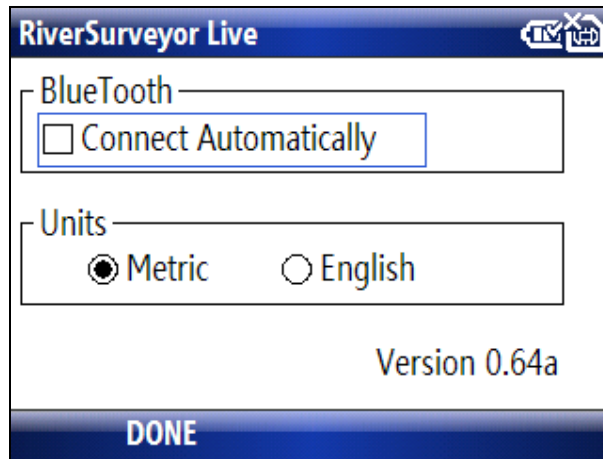 RiverSurveyor Live
BlueTooth
Connect Automatically
Units
Metric English
Version 0.64a
DONE